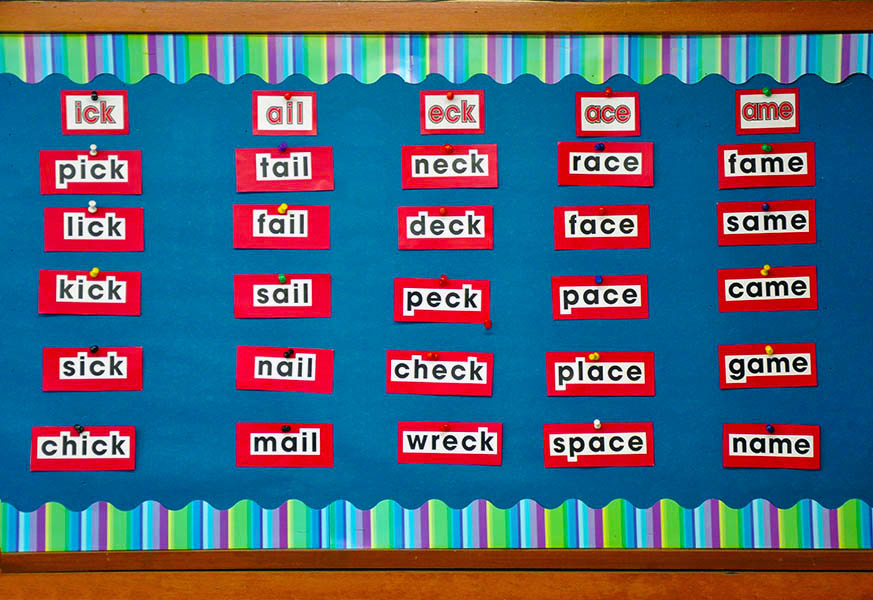 ick ail eck ace ame
pick tail neck race fame
lick fail deck face same
kick sail peck pace came
sick nail check place game
chick mail wreck space name